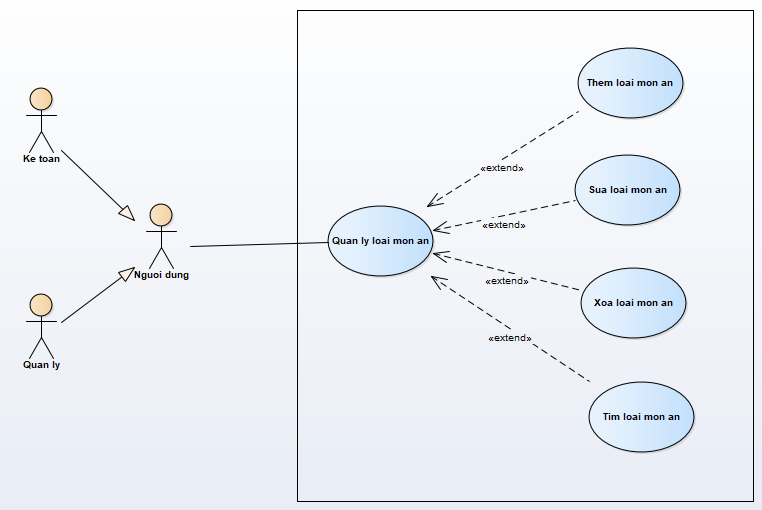 Ke toan
Nguoi dung
Quan ly
Quan ly loai mon an
«extend»
«extend»
«extend»
«extend»
Them loai mon an
Sua loai mon an
Xoa loai mon an
Tim loai mon an